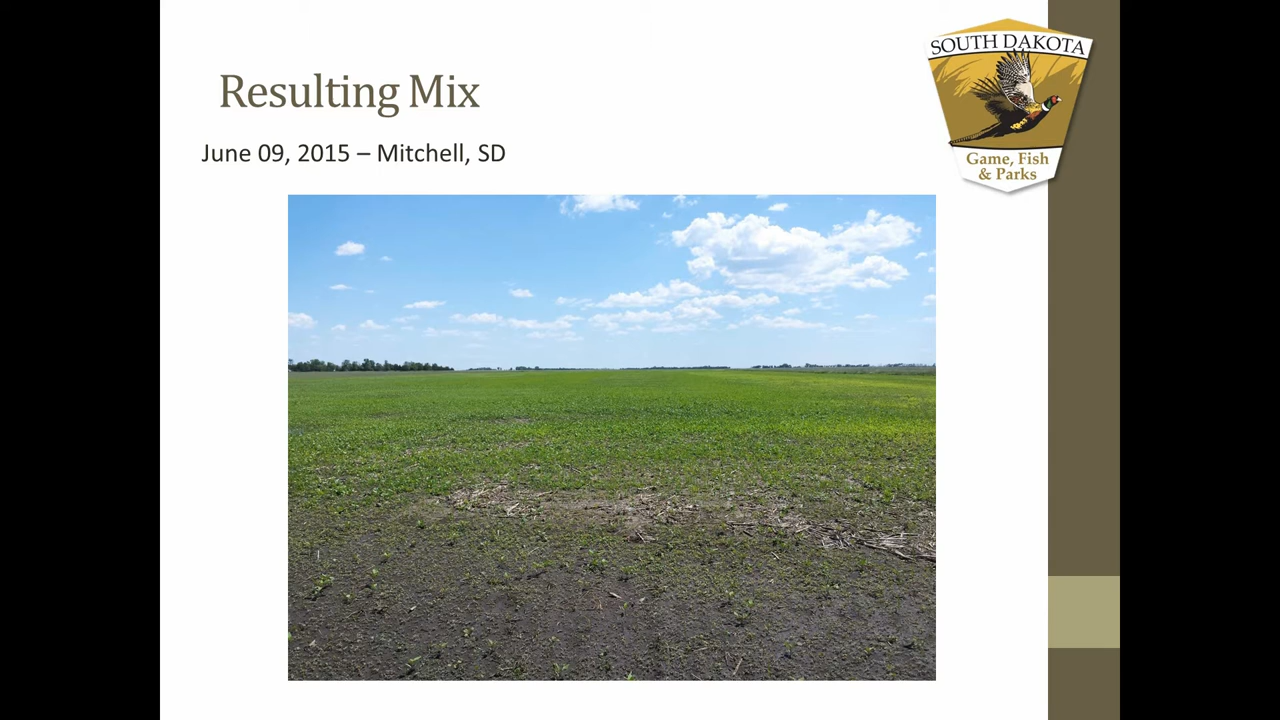 Resulting Mix
June 09, 2015 – Mitchell, SD
SOUTH DAKOTA
Game, Fish
& Parks